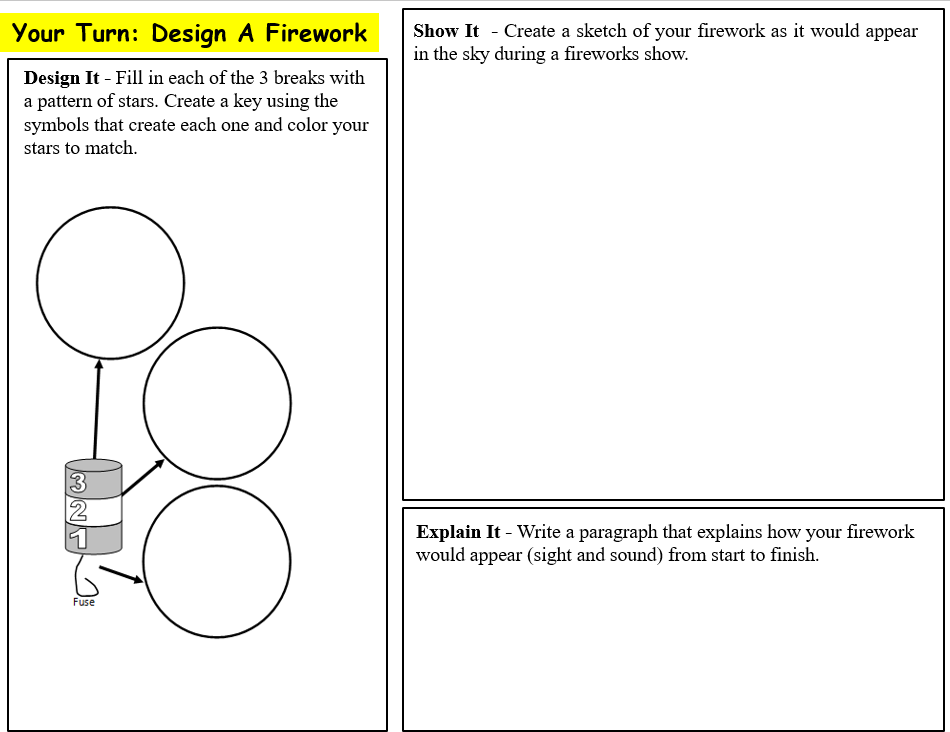 Your Turn: Design A Firework
Design It - Fill in each of the 3 breaks with
a pattern of stars. Create a key using the
symbols that create each one and color your
stars to match.
3
2
1
Fuse
Show It - Create a sketch of your firework as it would appear
in the sky during a fireworks show.
Explain It - Write a paragraph that explains how your firework
would appear (sight and sound) from start to finish.